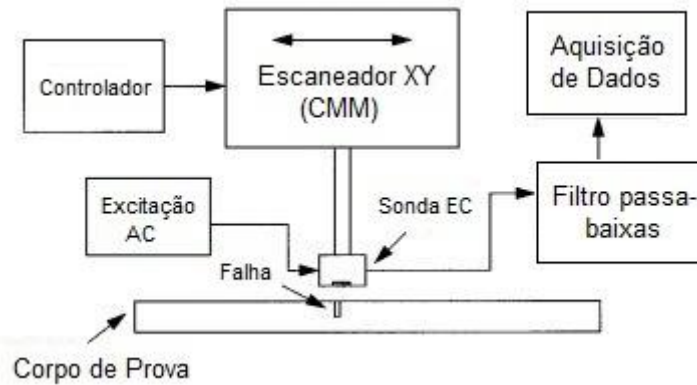 Controlador
Escaneador XY
(CMM)
Aquisição
de Dados
Excitação
AC
Sonda EC
Filtro passa-
baixas
Falha
Corpo de Prova